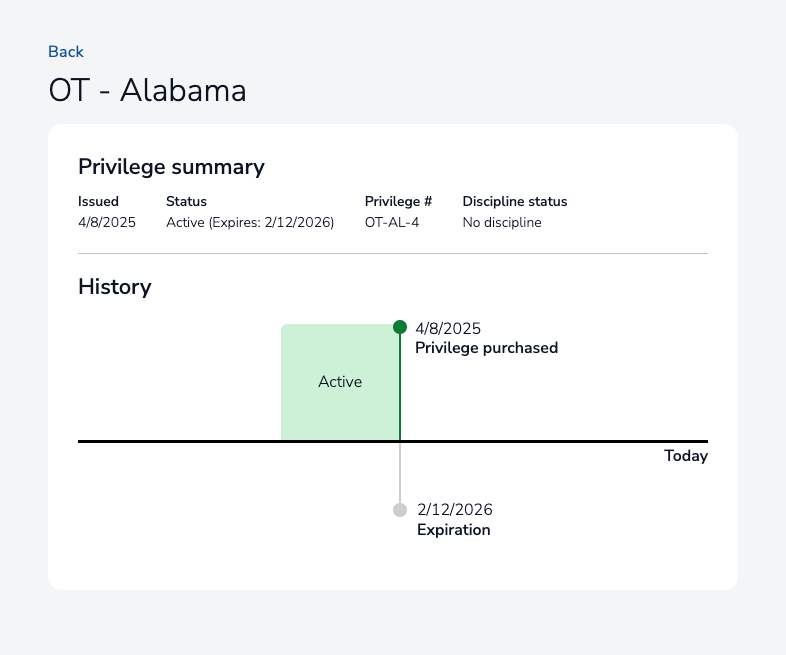 Back
OT - Alabama
Privilege summary
Issued Status Privilege # Discipline status
4/8/2025 Active (Expires: 2/12/2026) OT-AL-4 No discipline
History
4/8/2025
Privilege purchased
Active
Today
2/12/2026
Expiration